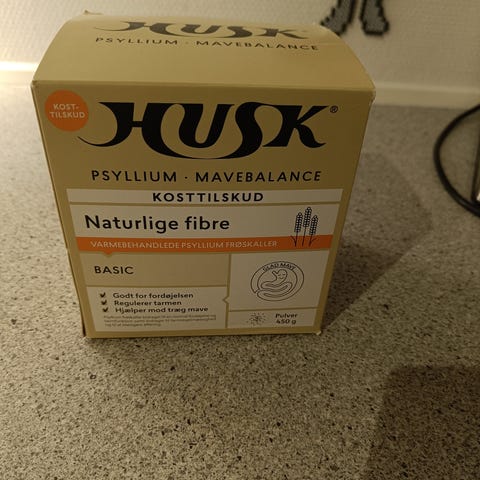 HUSK
PSYLLIUM · MAVEBALANCE
KOST-
TILSKUD
HUSK®
PSYLLIUM · MAVEBALANCE
KOSTTILSKUD
Naturlige fibre
VARMEBEHANDLEDE PSYLLIUM FRØSKALLER
BASIC
GLAD MAVE
Godt for fordøjelsen
Regulerer tarmen
Hjælper mod træg mave
Pulver
450 g